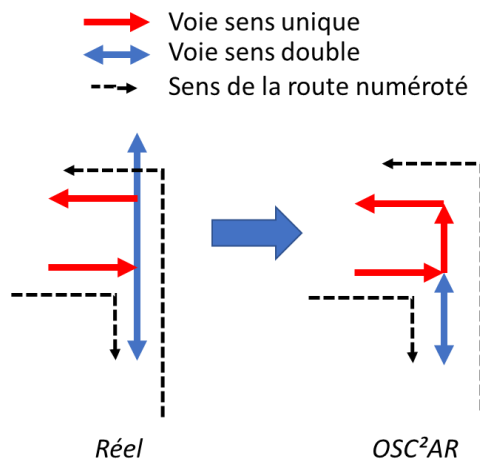 Voie sens unique
Voie sens double
Sens de la route numéroté
Réel
OSC²AR